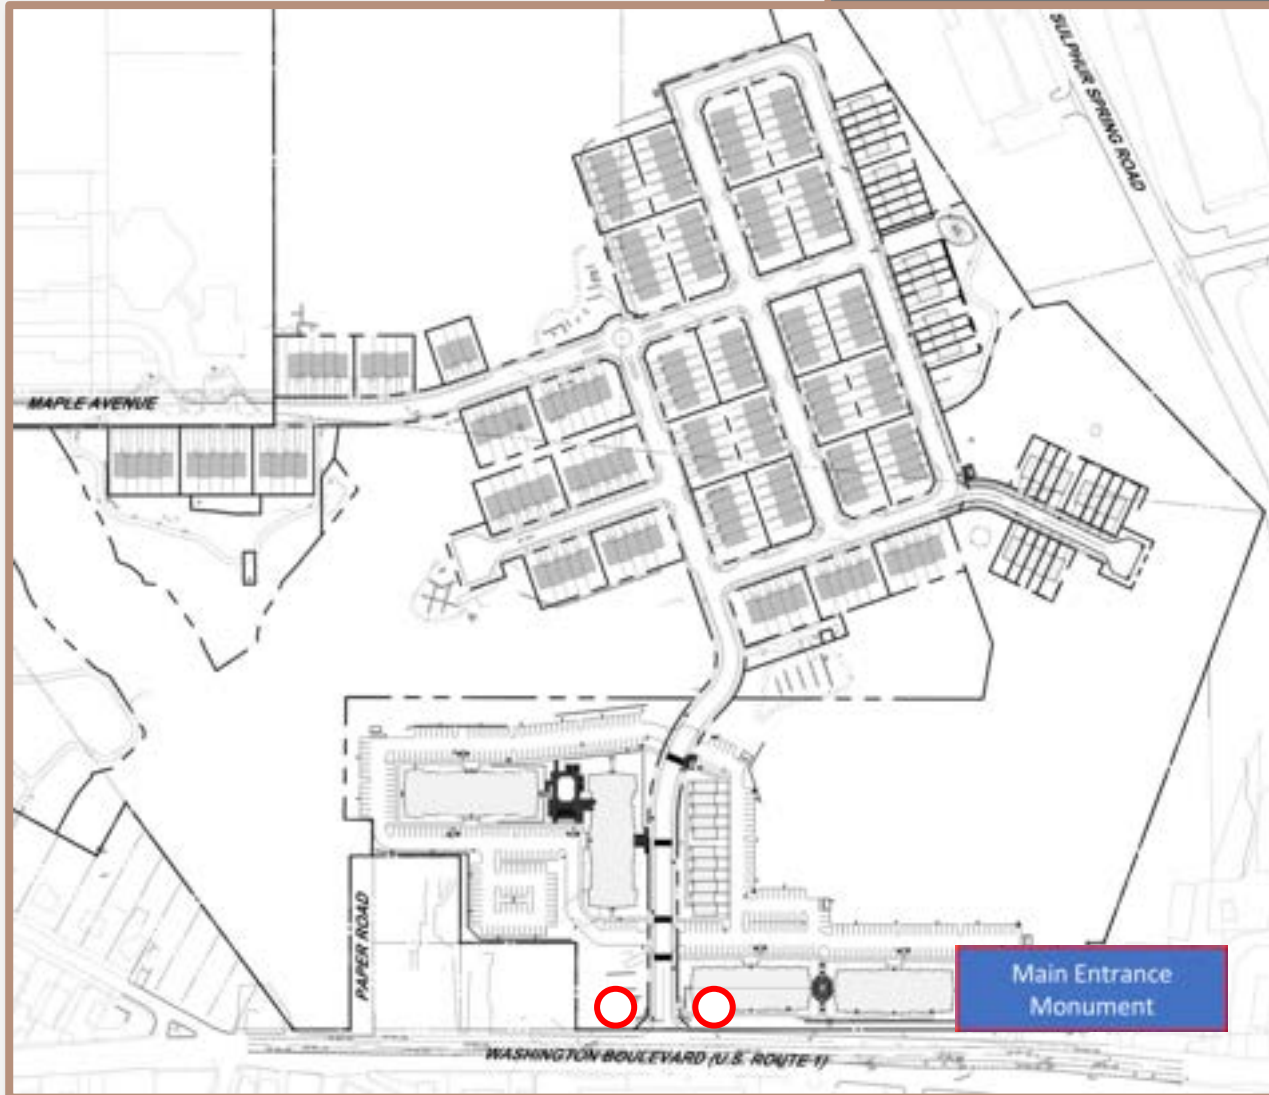 SULPHUR SPRING ROAD
MAPLE AVENUE
PAPER ROAD
Main Entrance
Monument
WASHINGTON BOULEVARD (U.S. ROUTE 1)